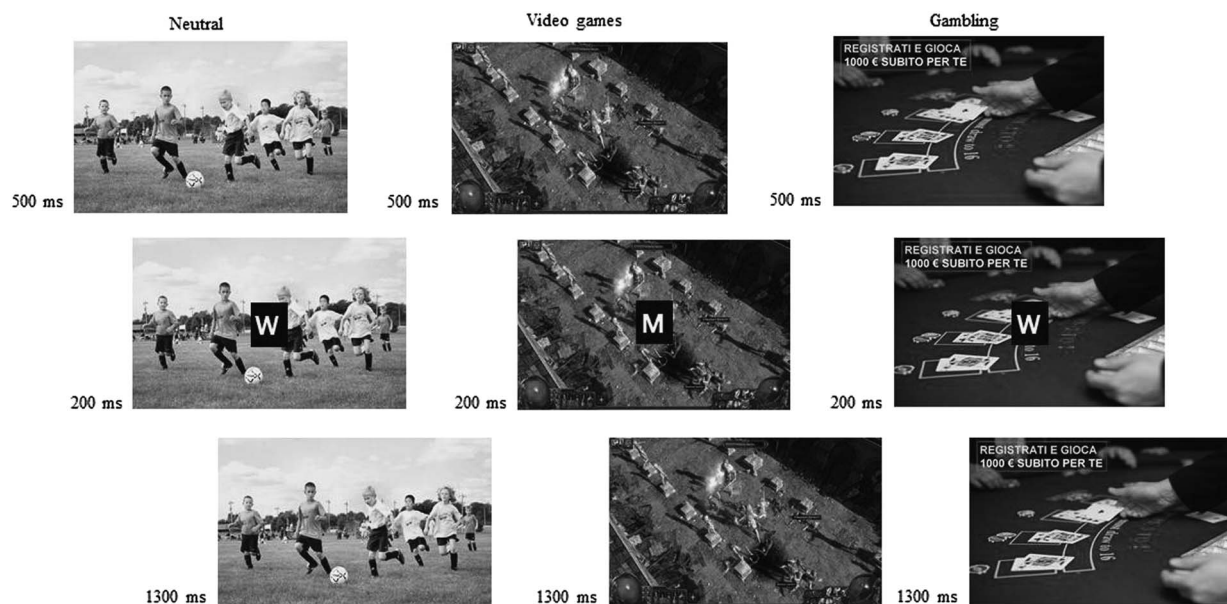 Neutral
Video games
Gambling
REGISTRATI E GIOCA
1000 € SUBITO PER TE
500 ms
500 ms
500 ms
REGISTRATI E GIOCA
1000 € SUBITO PER TE
W
M
W
200 ms
200 ms
200 ms
REGISTRATI E GIOCA
1000 € SUBITO PER TE
1300 ms
1300 ms
1300 ms